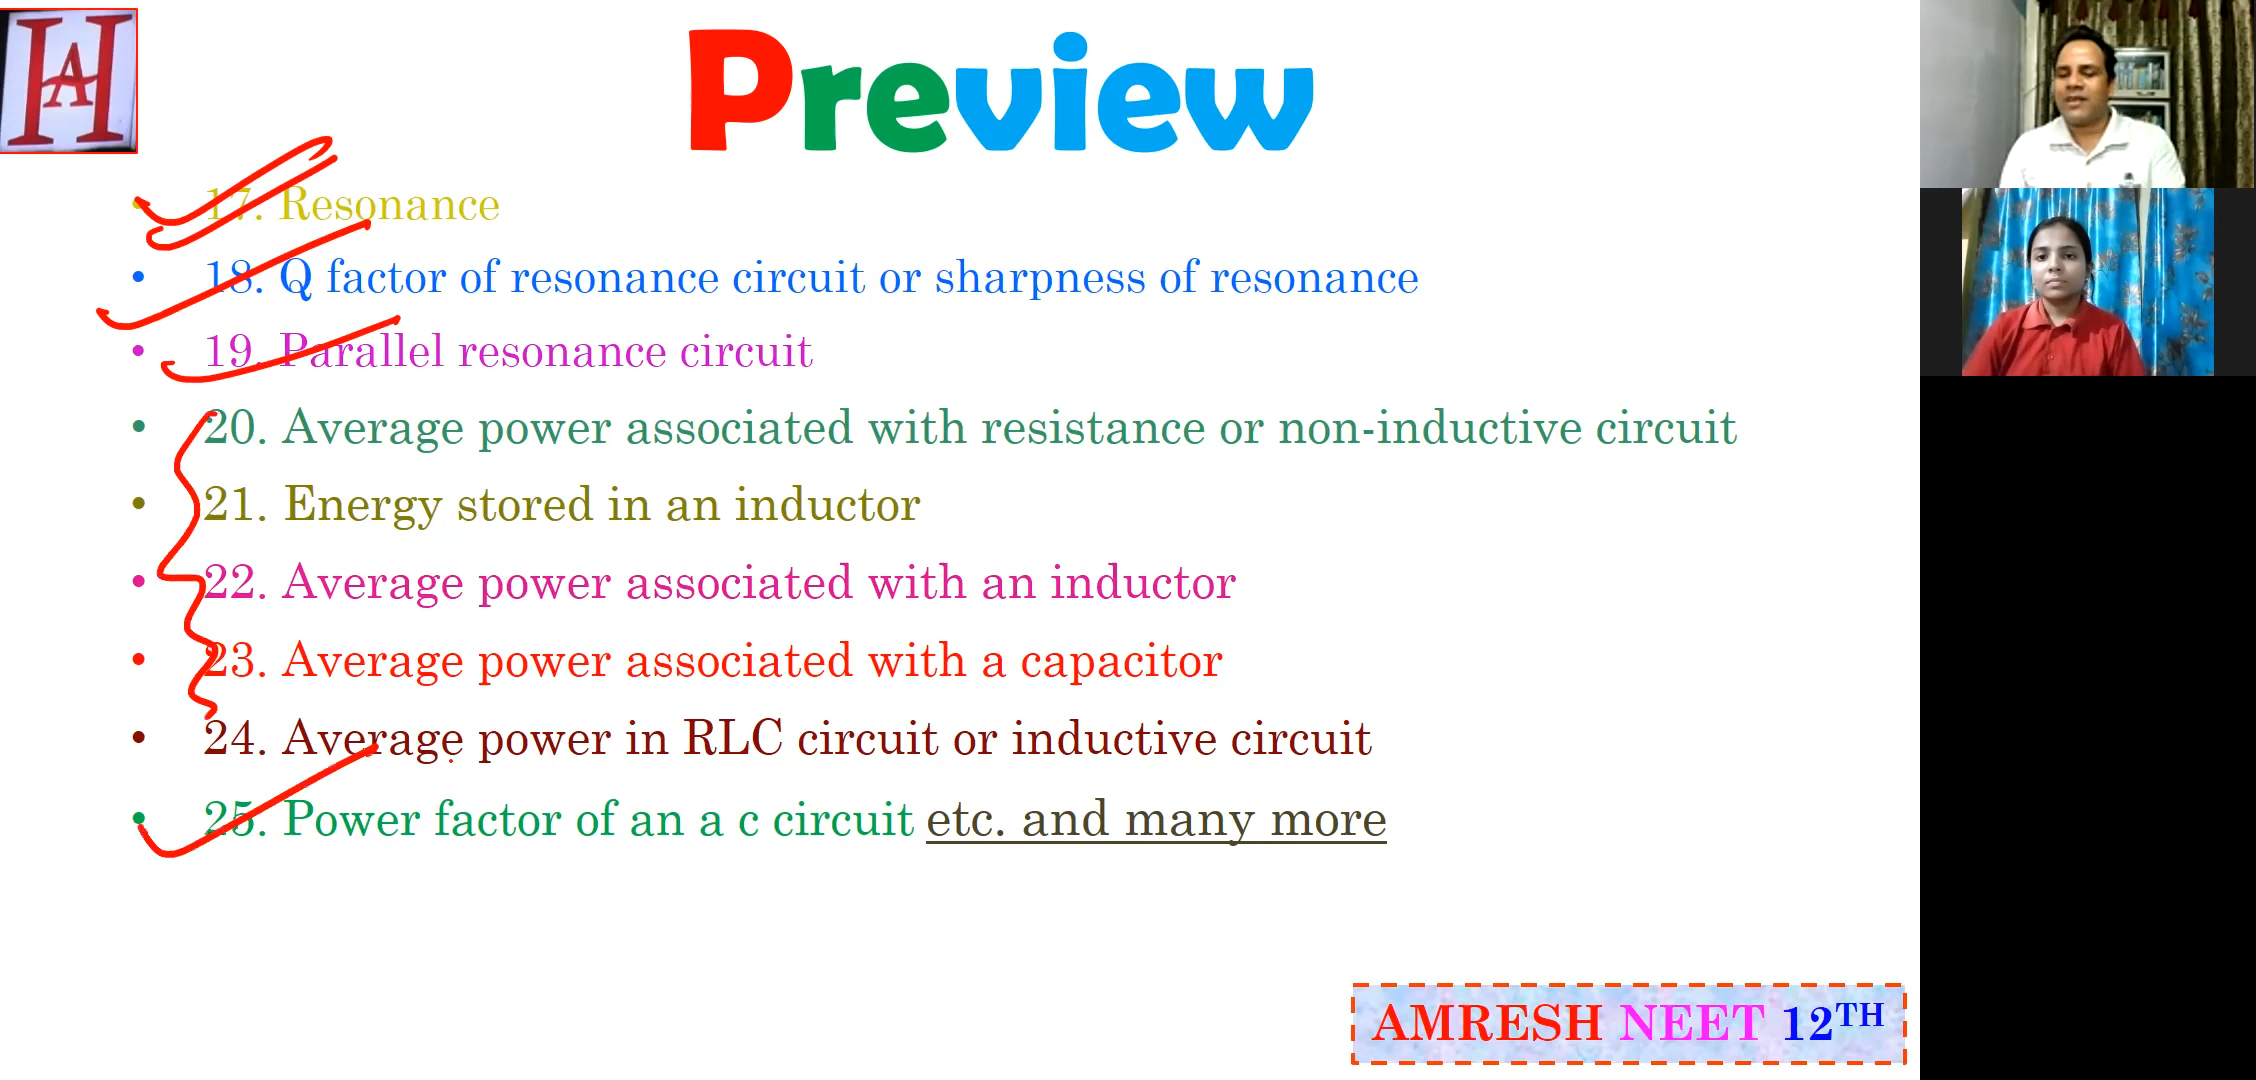 HA
Preview
• 17. Resonance
• 18. Q factor of resonance circuit or sharpness of resonance
• 19. Parallel resonance circuit
• 20. Average power associated with resistance or non-inductive circuit
• 21. Energy stored in an inductor
• 22. Average power associated with an inductor
• 23. Average power associated with a capacitor
• 24. Average power in RLC circuit or inductive circuit
• 25. Power factor of an a c circuit etc. and many more
AMRESH NEET 12TH